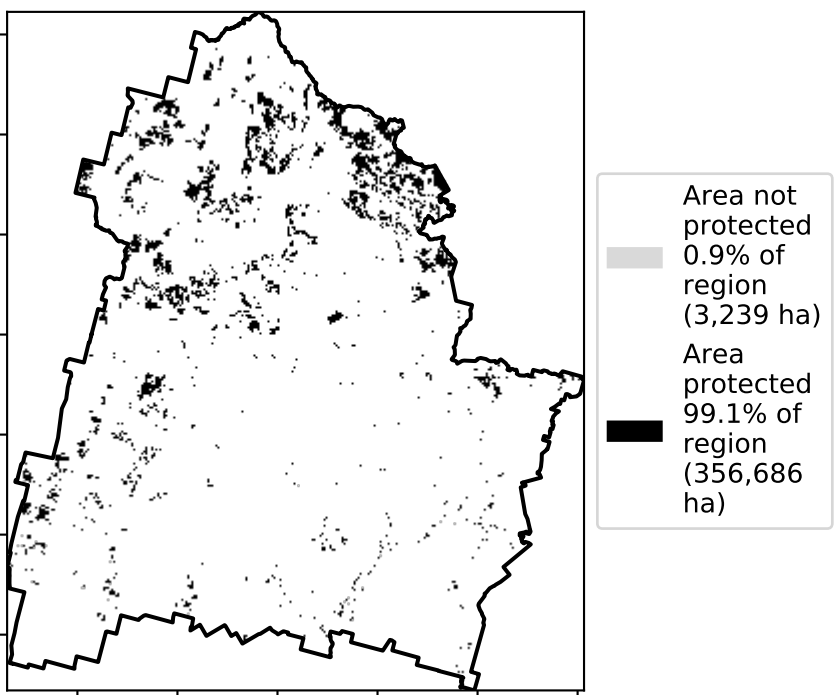 Area not
protected
0.9% of
region
(3,239 ha)
Area
protected
99.1% of
region
(356,686
ha)